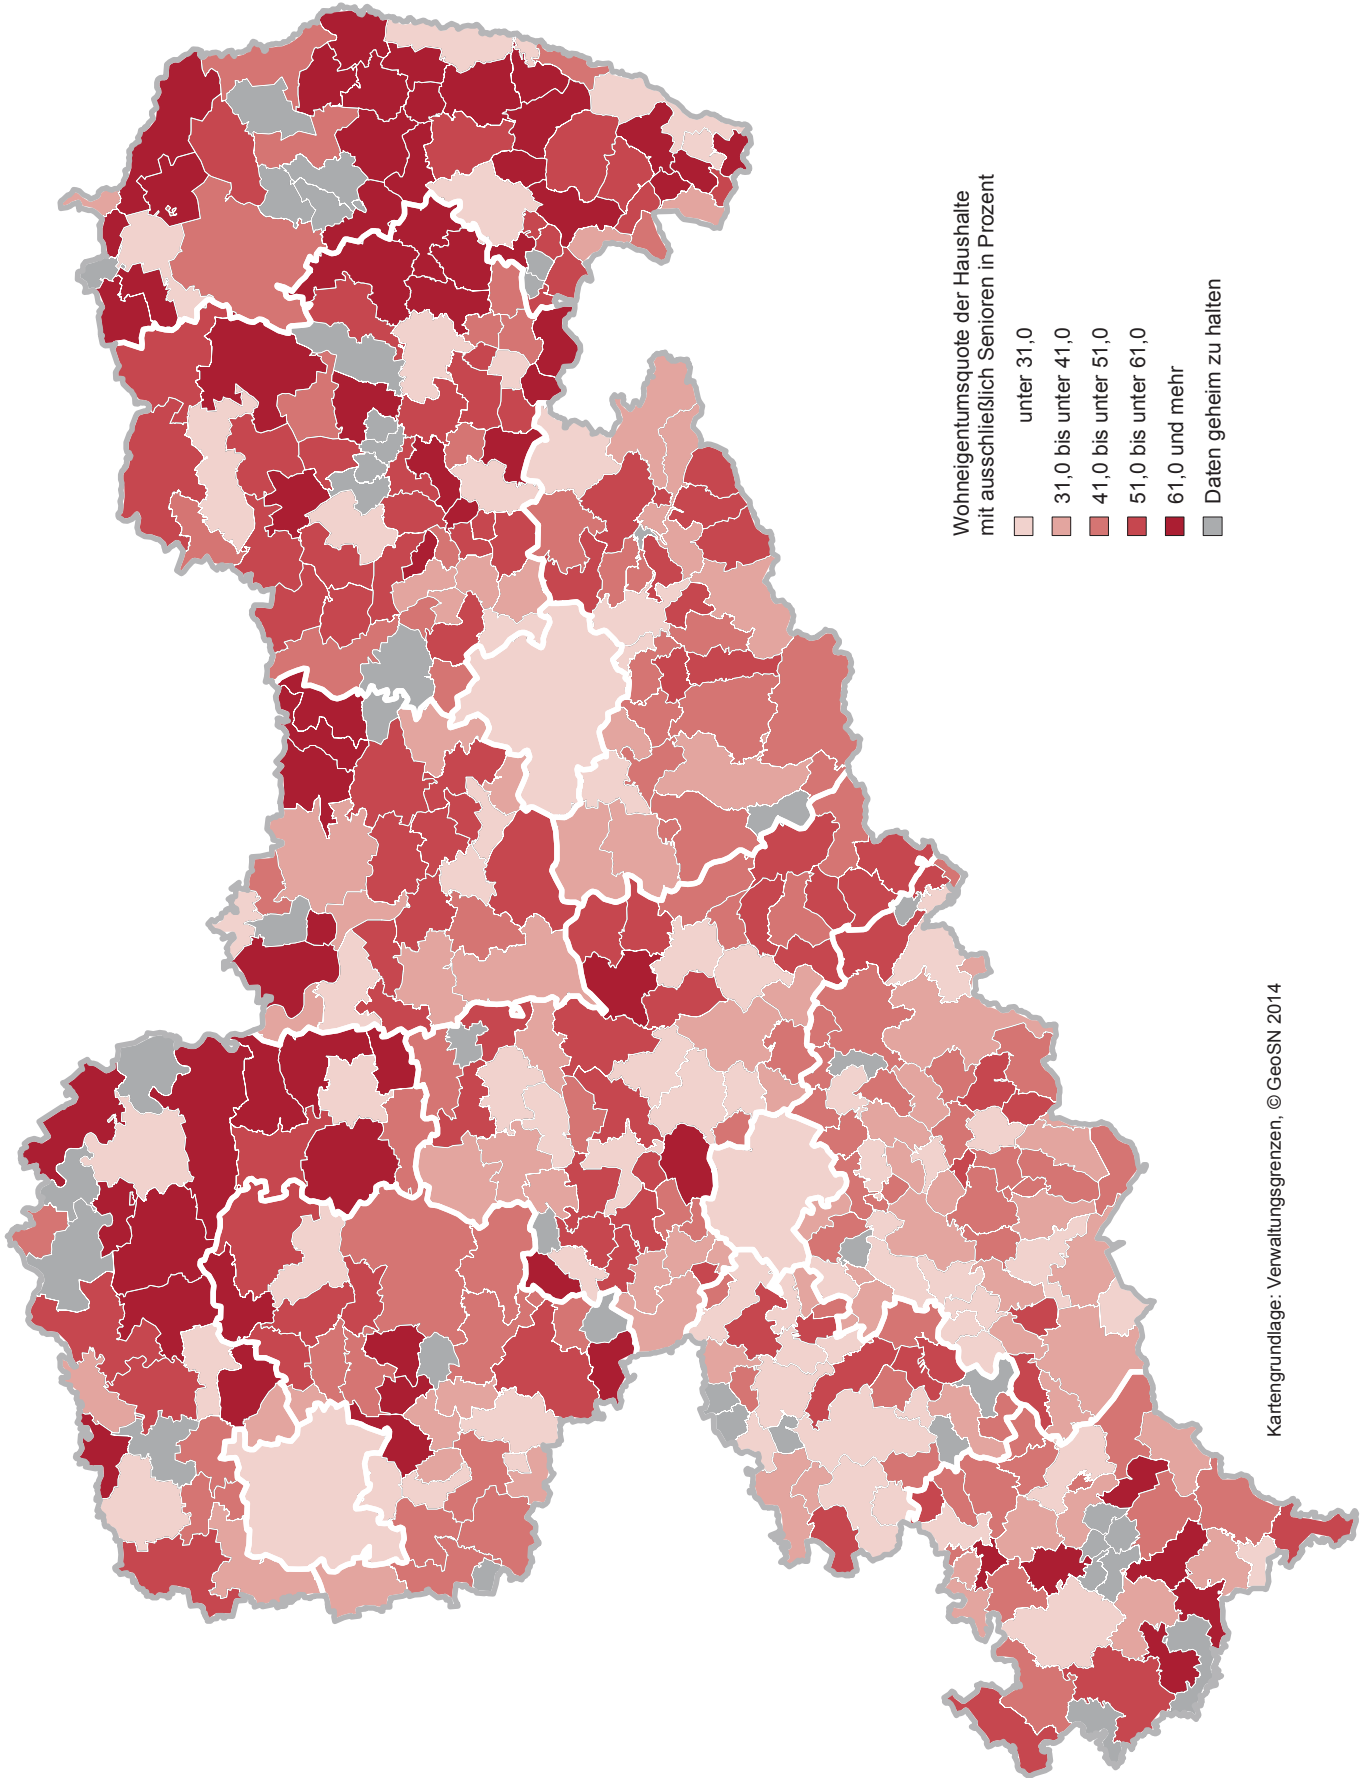 Wohneigentumsquote der Haushalte
mit ausschließlich Senioren in Prozent
unter 31,0
31,0 bis unter 41,0
41,0 bis unter 51,0
51,0 bis unter 61,0
61,0 und mehr
Daten geheim zu halten
Kartengrundlage: Verwaltungsgrenzen, © GeoSN 2014